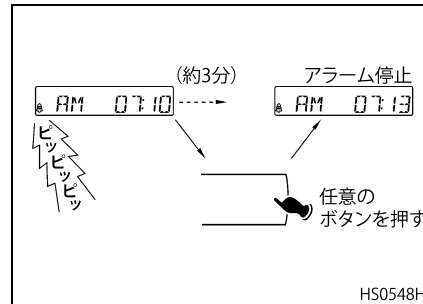 (約3分)
アラーム停止
AM 07:10
AM 07:13
ピッ
ピッ
ピッ
任意の
ボタンを押す
HS0548H